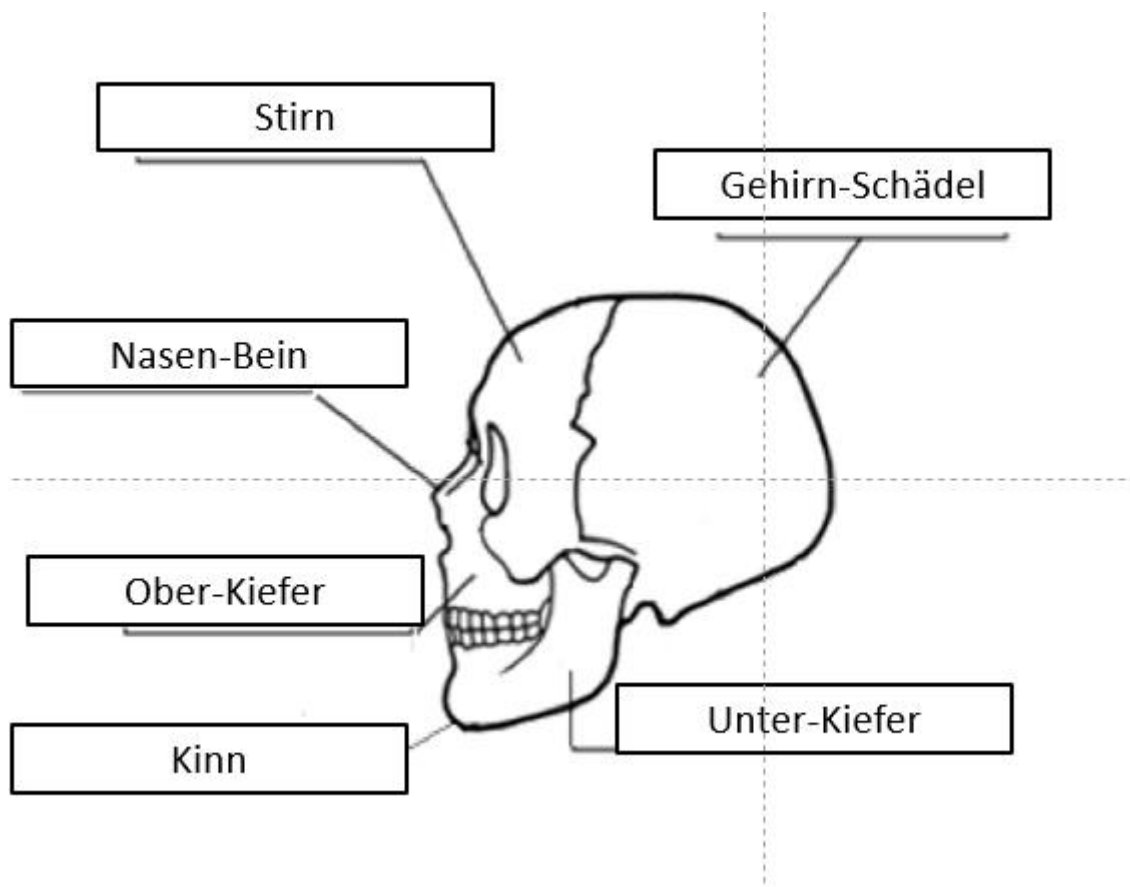 Stirn
Gehirn-Schädel
Nasen-Bein
Ober-Kiefer
Unter-Kiefer
Kinn